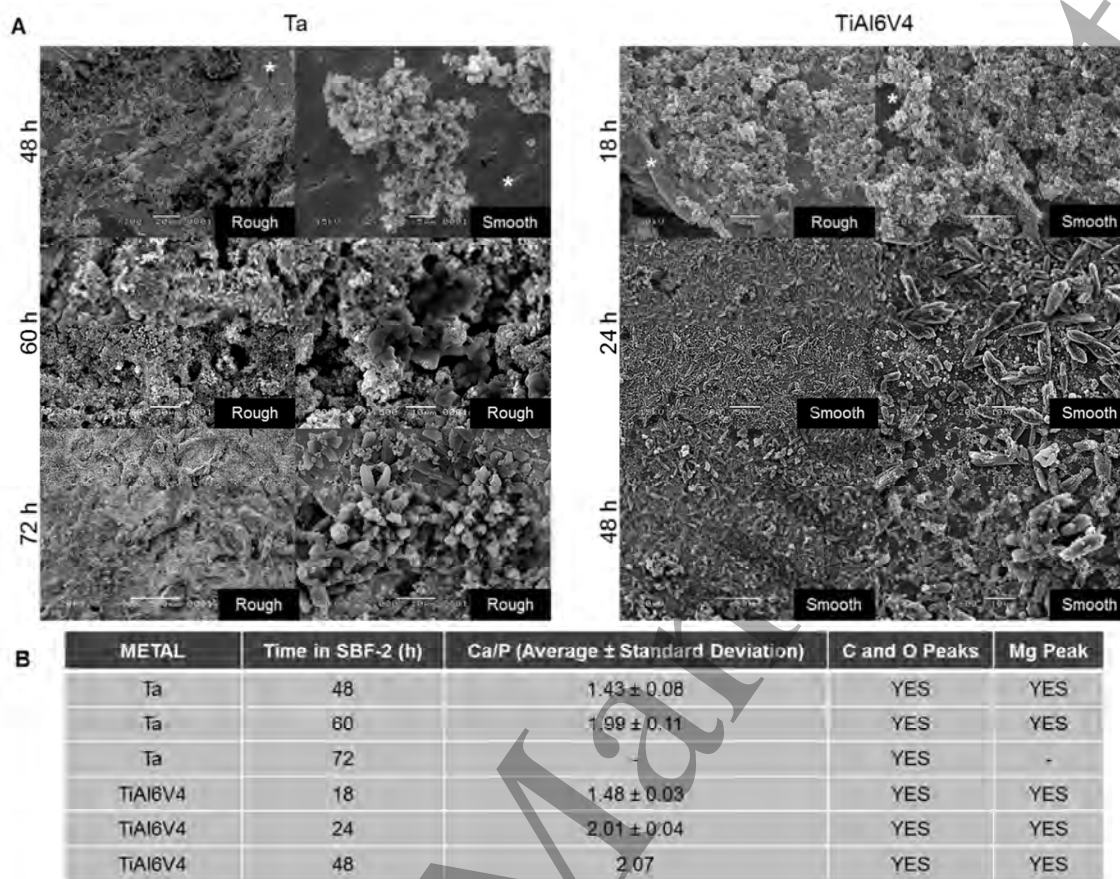 A
Ta
TiAl6V4
48 h
Rough
Smooth
18 h
Rough
Smooth
60 h
Rough
Rough
24 h
Smooth
Smooth
72 h
Rough
Rough
48 h
Smooth
Smooth
B
METAL Time in SBF-2 (h) Ca/P (Average ± Standard Deviation) C and O Peaks Mg Peak
Ta 48 1.43 ± 0.08 YES YES
Ta 60 1.99 ± 0.11 YES YES
Ta 72 - YES -
TiAl6V4 18 1.48 ± 0.03 YES YES
TiAl6V4 24 2.01 ± 0.04 YES YES
TiAl6V4 48 2.07 YES YES